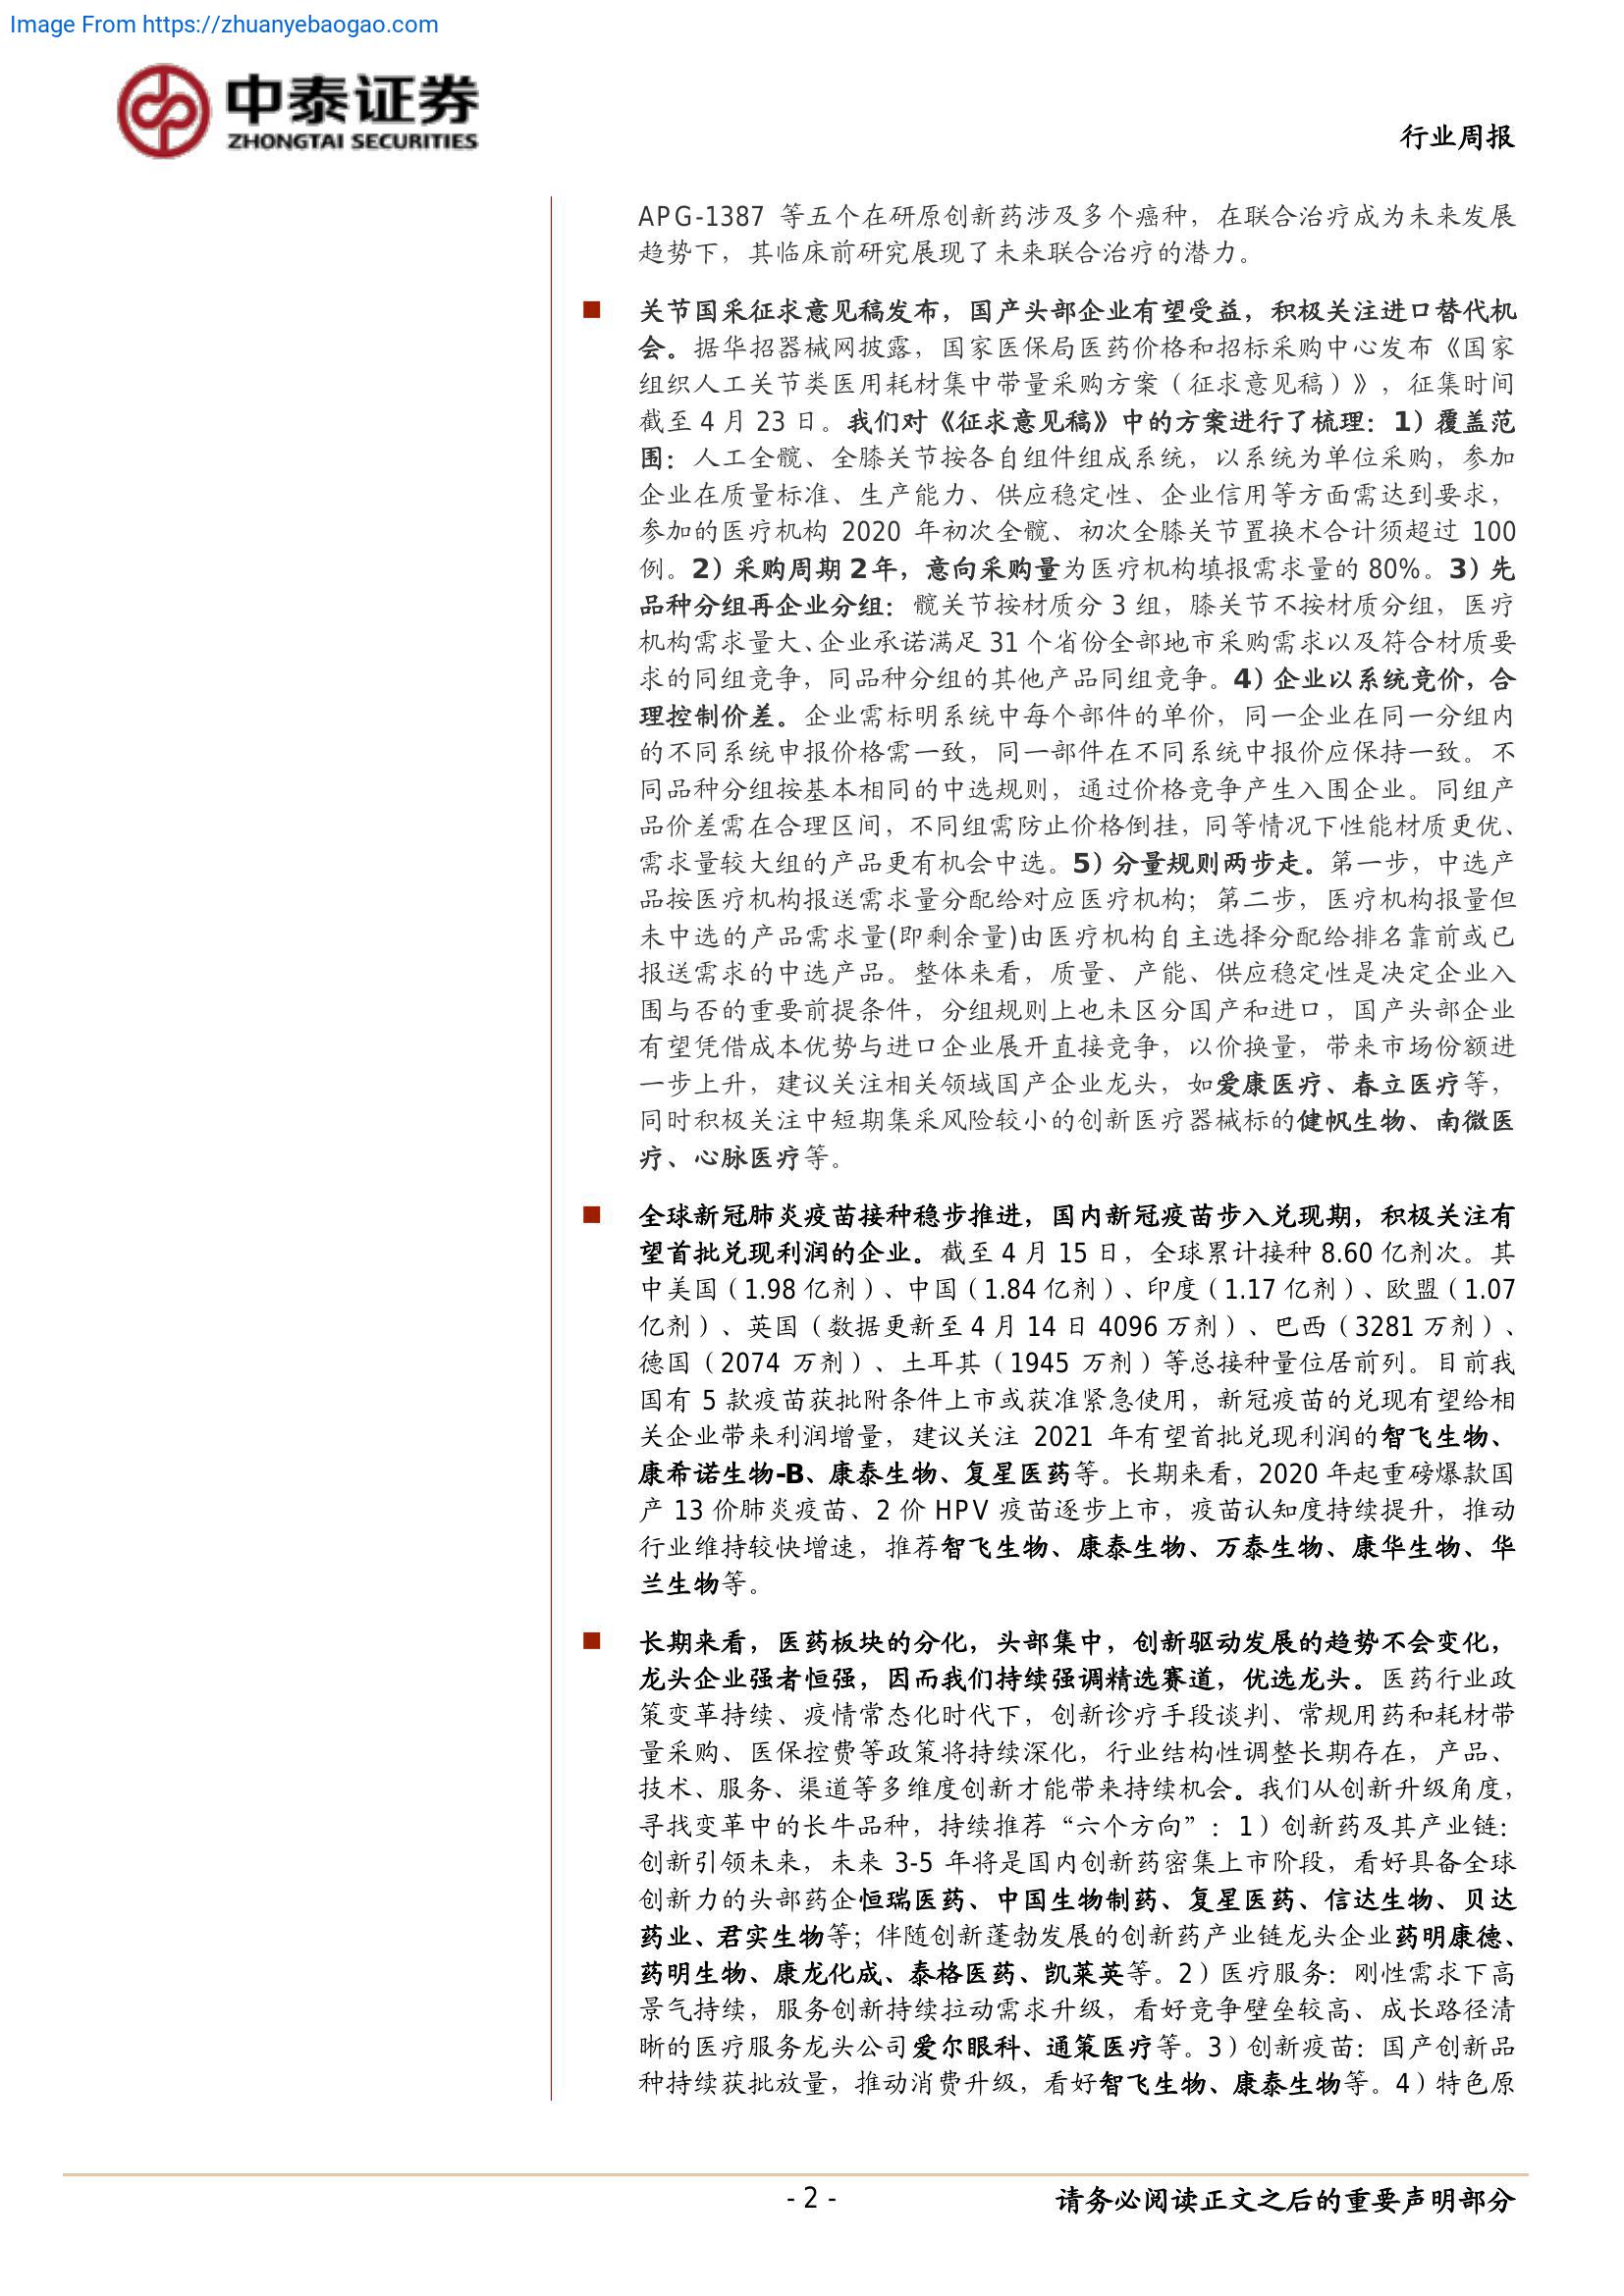 Image From https://zhuanyebaogao.com
中泰证券
ZHONGTAI SECURITIES
行业周报
APG-1387 等五个在研原创新药涉及多个癌种，在联合治疗成为未来发展
趋势下，其临床前研究展现了未来联合治疗的潜力。
■ 关节国采征求意见稿发布，国产头部企业有望受益，积极关注进口替代机
会。据华招器械网披露，国家医保局医药价格和招标采购中心发布《国家
组织人工关节类医用耗材集中带量采购方案（征求意见稿）》，征集时间
截至 4 月 23 日。我们对《征求意见稿》中的方案进行了梳理：1）覆盖范
围：人工全髋、全膝关节按各自组件组成系统，以系统为单位采购，参加
企业在质量标准、生产能力、供应稳定性、企业信用等方面需达到要求，
参加的医疗机构 2020 年初次全髋、初次全膝关节置换术合计须超过 100
例。2）采购周期 2 年，意向采购量为医疗机构填报需求量的 80%。3）先
品种分组再企业分组：髋关节按材质分 3 组，膝关节不按材质分组，医疗
机构需求量大、企业承诺满足 31 个省份全部地市采购需求以及符合材质要
求的同组竞争，同品种分组的其他产品同组竞争。4）企业以系统竞价，合
理控制价差。企业需标明系统中每个部件的单价，同一企业在同一分组内
的不同系统申报价格需一致，同一部件在不同系统中报价应保持一致。不
同品种分组按基本相同的中选规则，通过价格竞争产生入围企业。同组产
品价差需在合理区间，不同组需防止价格倒挂，同等情况下性能材质更优、
需求量较大组的产品更有机会中选。5）分量规则两步走。第一步，中选产
品按医疗机构报送需求量分配给对应医疗机构；第二步，医疗机构报量但
未中选的产品需求量(即剩余量)由医疗机构自主选择分配给排名靠前或已
报送需求的中选产品。整体来看，质量、产能、供应稳定性是决定企业入
围与否的重要前提条件，分组规则上也未区分国产和进口，国产头部企业
有望凭借成本优势与进口企业展开直接竞争，以价换量，带来市场份额进
一步上升，建议关注相关领域国产企业龙头，如爱康医疗、春立医疗等，
同时积极关注中短期集采风险较小的创新医疗器械标的健帆生物、南微医
疗、心脉医疗等。
■ 全球新冠肺炎疫苗接种稳步推进，国内新冠疫苗步入兑现期，积极关注有
望首批兑现利润的企业。截至 4 月 15 日，全球累计接种 8.60 亿剂次。其
中美国（1.98 亿剂）、中国（1.84 亿剂）、印度（1.17 亿剂）、欧盟（1.07
亿剂）、英国（数据更新至 4 月 14 日 4096 万剂）、巴西（3281 万剂）、
德国（2074 万剂）、土耳其（1945 万剂）等总接种量位居前列。目前我
国有 5 款疫苗获批附条件上市或获准紧急使用，新冠疫苗的兑现有望给相
关企业带来利润增量，建议关注 2021 年有望首批兑现利润的智飞生物、
康希诺生物-B、康泰生物、复星医药等。长期来看，2020 年起重磅爆款国
产 13 价肺炎疫苗、2 价 HPV 疫苗逐步上市，疫苗认知度持续提升，推动
行业维持较快增速，推荐智飞生物、康泰生物、万泰生物、康华生物、华
兰生物等。
■ 长期来看，医药板块的分化，头部集中，创新驱动发展的趋势不会变化，
龙头企业强者恒强，因而我们持续强调精选赛道，优选龙头。医药行业政
策变革持续、疫情常态化时代下，创新诊疗手段谈判、常规用药和耗材带
量采购、医保控费等政策将持续深化，行业结构性调整长期存在，产品、
技术、服务、渠道等多维度创新才能带来持续机会。我们从创新升级角度，
寻找变革中的长牛品种，持续推荐“六个方向”：1）创新药及其产业链：
创新引领未来，未来 3-5 年将是国内创新药密集上市阶段，看好具备全球
创新力的头部药企恒瑞医药、中国生物制药、复星医药、信达生物、贝达
药业、君实生物等；伴随创新蓬勃发展的创新药产业链龙头企业药明康德、
药明生物、康龙化成、泰格医药、凯莱英等。2）医疗服务：刚性需求下高
景气持续，服务创新持续拉动需求升级，看好竞争壁垒较高、成长路径清
晰的医疗服务龙头公司爱尔眼科、通策医疗等。3）创新疫苗：国产创新品
种持续获批放量，推动消费升级，看好智飞生物、康泰生物等。4）特色原
- 2 -
请务必阅读正文之后的重要声明部分